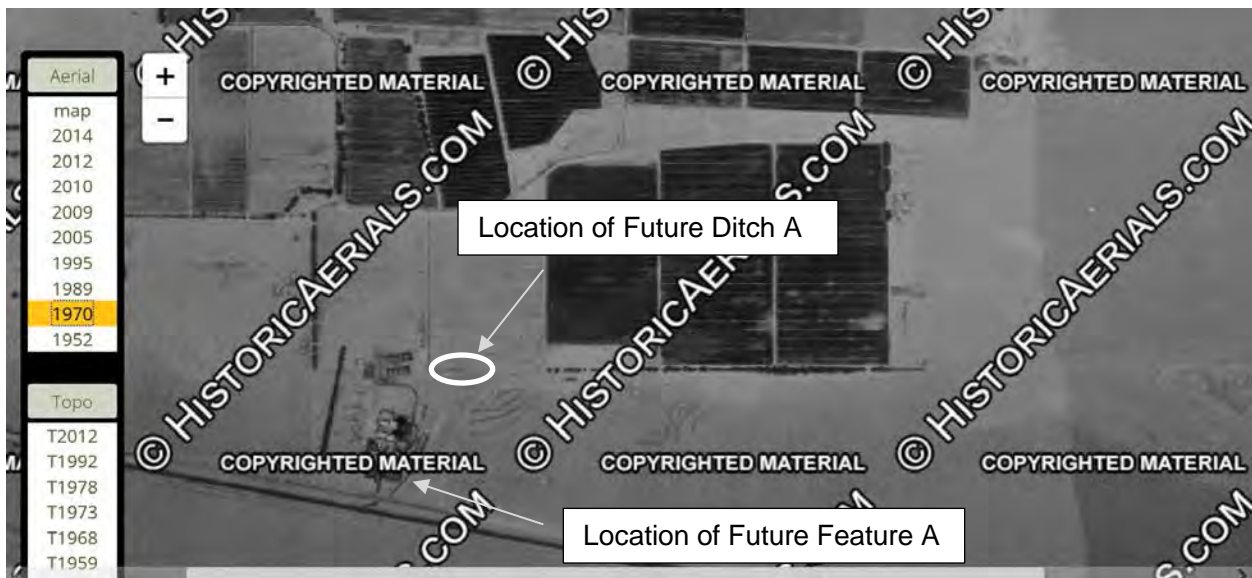 Aerial
map
2014
2012
2010
2009
2005
1995
1989
1970
1952
Topo
T2012
T1992
T1978
T1973
T1968
T1959
+
−
© HISTORICAERIALS.COM
COPYRIGHTED MATERIAL
COPYRIGHTED MATERIAL
COPYRIGHTED MATERIAL
Location of Future Ditch A
© HISTORICAERIALS.COM
© HISTORICAERIALS.COM
© HISTORICAERIALS.COM
COPYRIGHTED MATERIAL
COPYRIGHTED MATERIAL
COPYRIGHTED MATERIAL
Location of Future Feature A